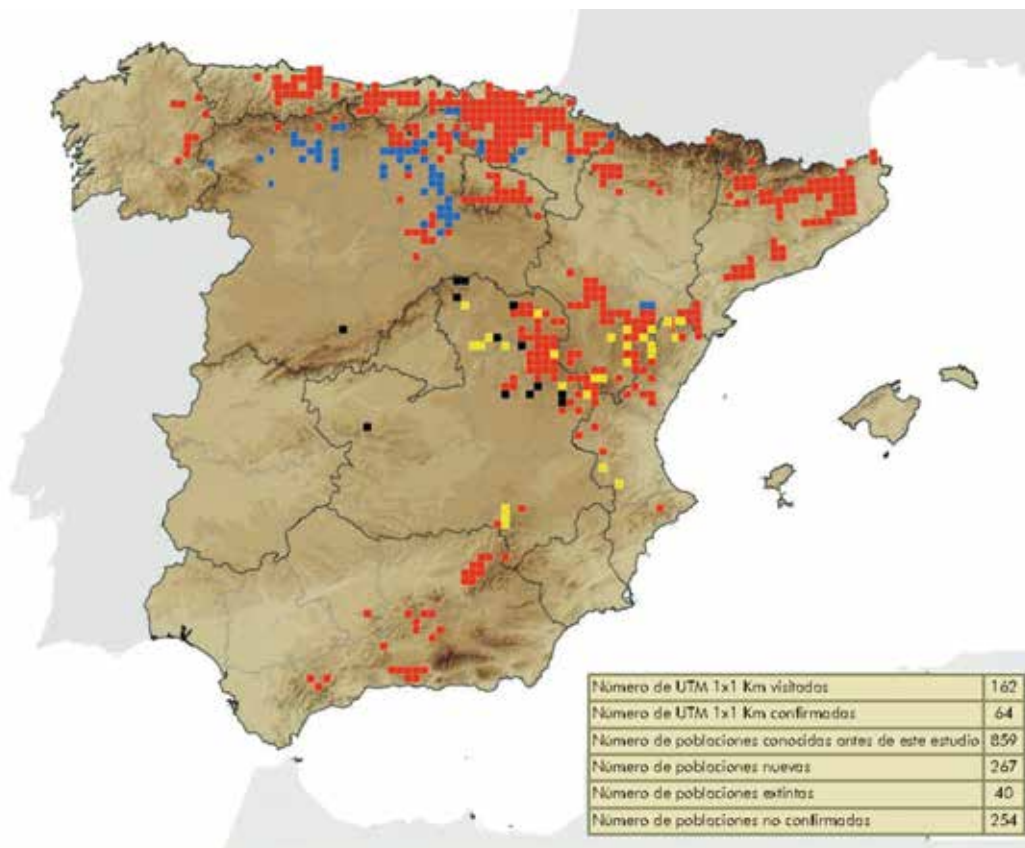 Número de UTM 1x1 Km visitadas 162
Número de UTM 1x1 Km confirmadas 64
Número de poblaciones conocidas antes de este estudio 859
Número de poblaciones nuevas 267
Número de poblaciones extintas 40
Número de poblaciones no confirmadas 254